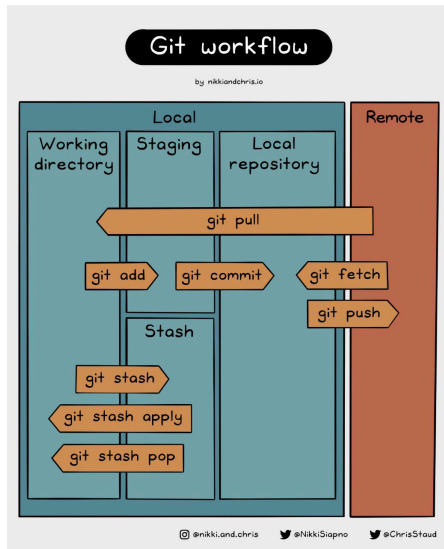 Git workflow
by nikkiandchris.io
Local
Remote
Working
directory
Staging
Local
repository
git pull
git add
git commit
git fetch
git push
Stash
git stash
git stash apply
git stash pop
@nikki.and.chris
@NikkiSiapno
@ChrisStaud